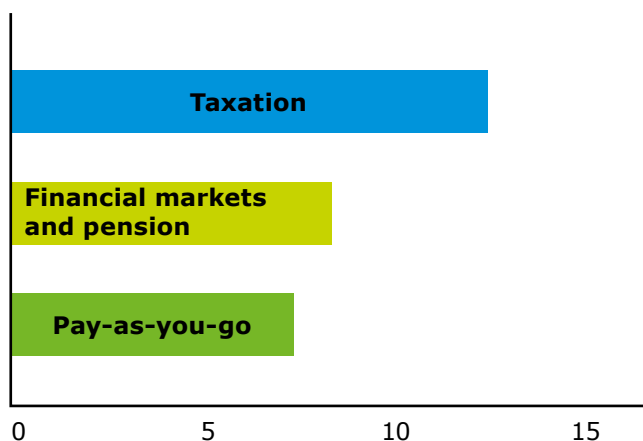 Taxation
Financial markets
and pension
Pay-as-you-go
0 5 10 15